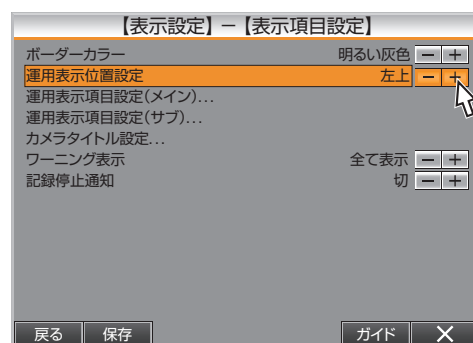 【表示設定】－【表示項目設定】
ボーダーカラー 明るい灰色 － ＋
運用表示位置設定 左上 － ＋
運用表示項目設定(メイン)…
運用表示項目設定(サブ)…
カメラタイトル設定…
ワーニング表示 全て表示 － ＋
記録停止通知 切 － ＋
戻る 保存 ガイド ×